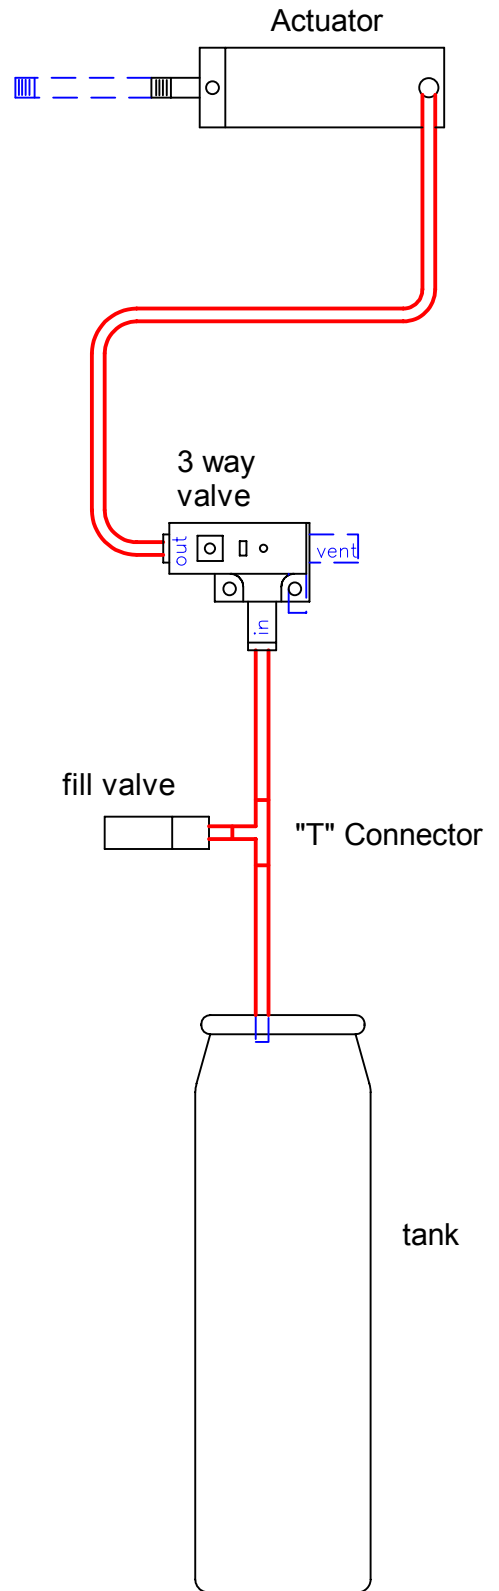 Actuator
3 way
valve
out
vent
in
fill valve
"T" Connector
tank